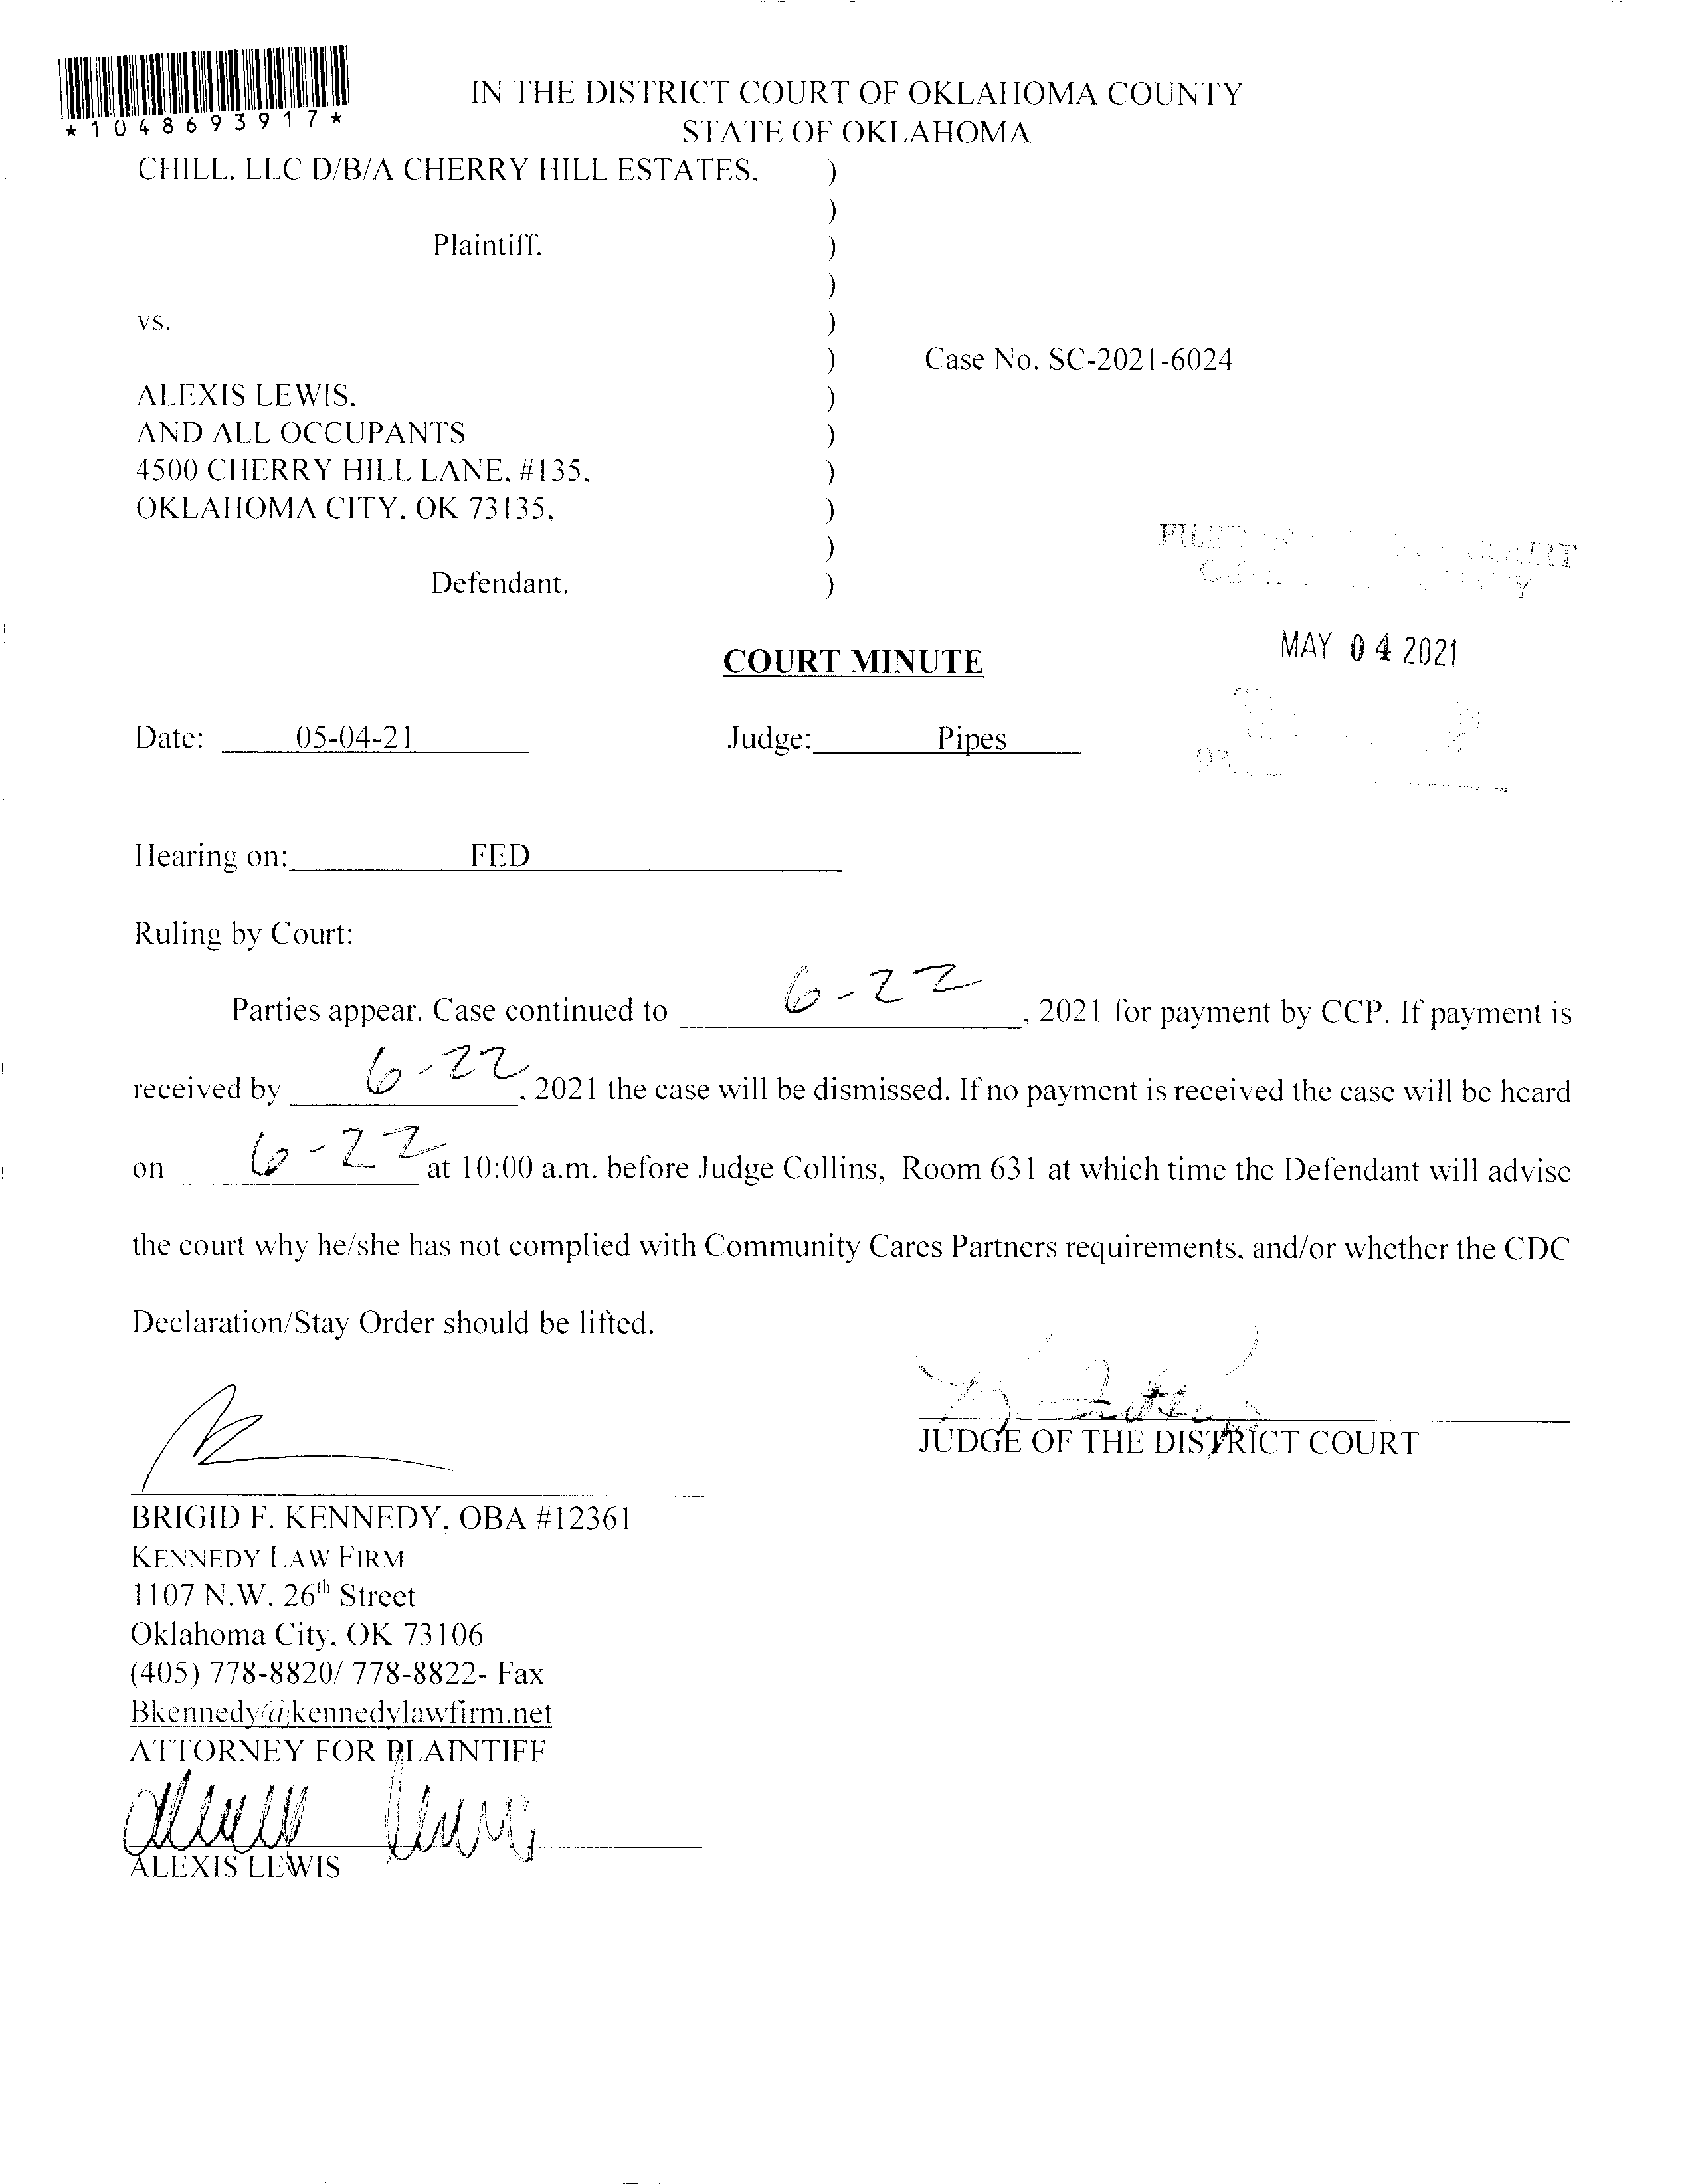 *1048693917*
IN THE DISTRICT COURT OF OKLAHOMA COUNTY
STATE OF OKLAHOMA
CHILL, LLC D/B/A CHERRY HILL ESTATES, )
)
Plaintiff, )
)
vs. )
) Case No. SC-2021-6024
ALEXIS LEWIS, )
AND ALL OCCUPANTS )
4500 CHERRY HILL LANE, #135, )
OKLAHOMA CITY, OK 73135, )
)
Defendant. )
MAY 04 2021
COURT MINUTE
Date: 05-04-21 Judge: Pipes
Hearing on: FED
Ruling by Court:
Parties appear. Case continued to 6-22, 2021 for payment by CCP. If payment is
received by 6-22, 2021 the case will be dismissed. If no payment is received the case will be heard
on 6-22 at 10:00 a.m. before Judge Collins, Room 631 at which time the Defendant will advise
the court why he/she has not complied with Community Cares Partners requirements, and/or whether the CDC
Declaration/Stay Order should be lifted.
JUDGE OF THE DISTRICT COURT
BRIGID F. KENNEDY, OBA #12361
KENNEDY LAW FIRM
1107 N.W. 26th Street
Oklahoma City, OK 73106
(405) 778-8820/ 778-8822- Fax
Bkennedy@kennedylawfirm.net
ATTORNEY FOR PLAINTIFF
ALEXIS LEWIS